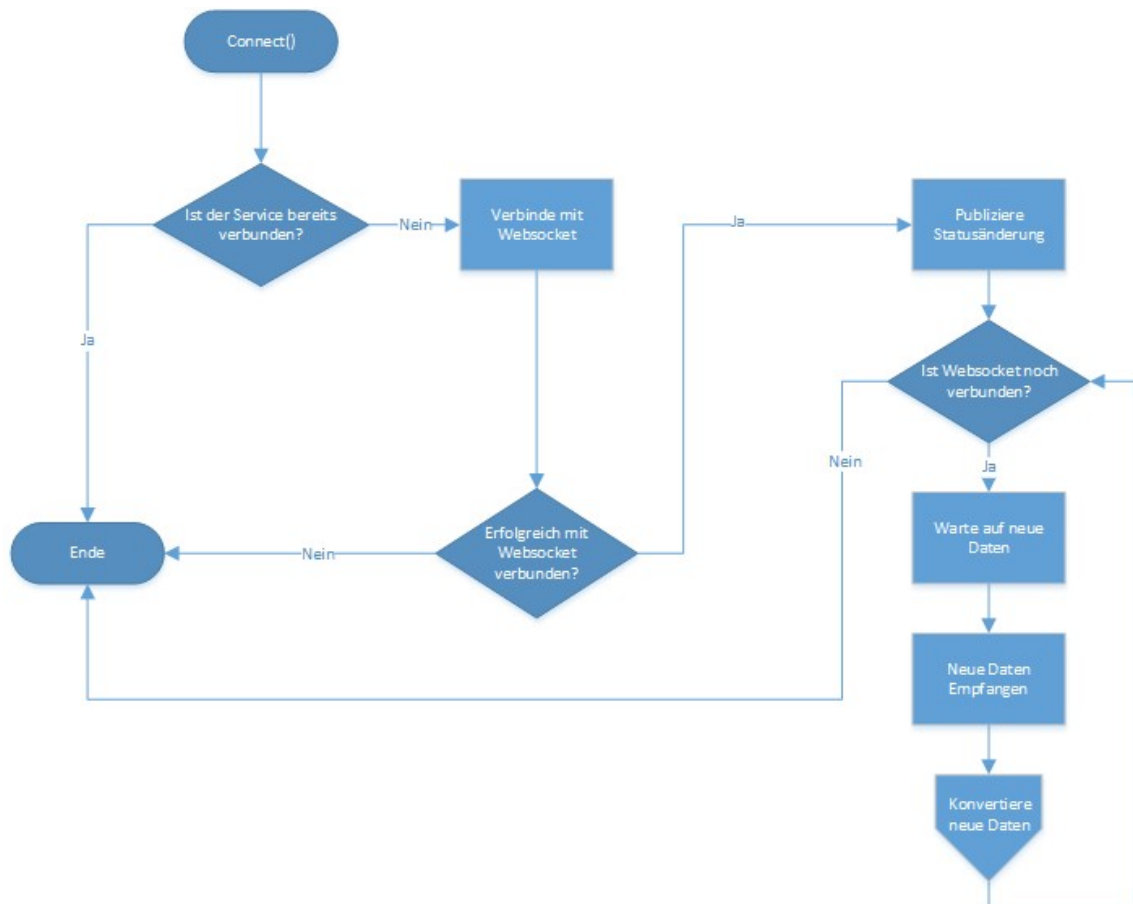 Connect()
Ist der Service bereits
verbunden?
Nein
Verbinde mit
Websocket
Ja
Publiziere
Statusänderung
Ja
Ist Websocket noch
verbunden?
Nein
Ja
Erfolgreich mit
Websocket
verbunden?
Nein
Ende
Warte auf neue
Daten
Neue Daten
Empfangen
Konvertiere
neue Daten